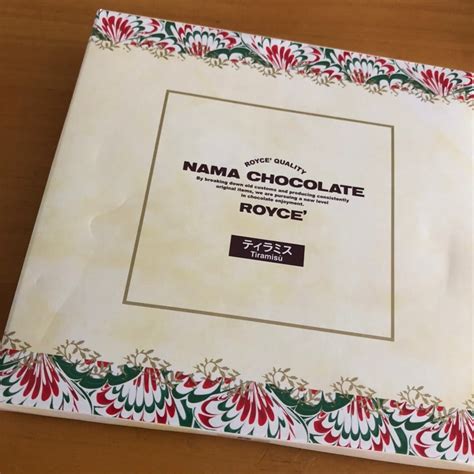 ROYCE' QUALITY
NAMA CHOCOLATE
By breaking down old customs and producing consistently
original items, we are pursuing a new level
in chocolate enjoyment.
ROYCE'
ティラミス
Tiramisù